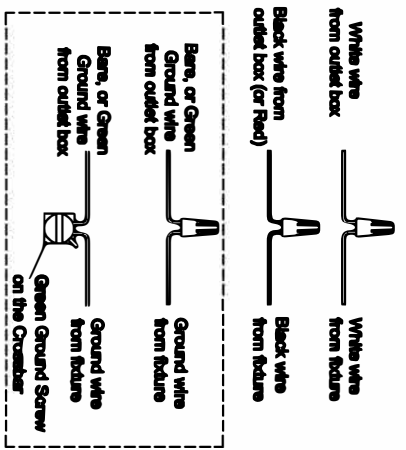 White wire
from outlet box
White wire
from fixture
Black wire from
outlet box (or Red)
Black wire
from fixture
Bare, or Green
Ground wire
from outlet box
Ground wire
from fixture
Bare, or Green
Ground wire
from outlet box
Ground wire
from fixture
Green Ground Screw
on the Crossbar